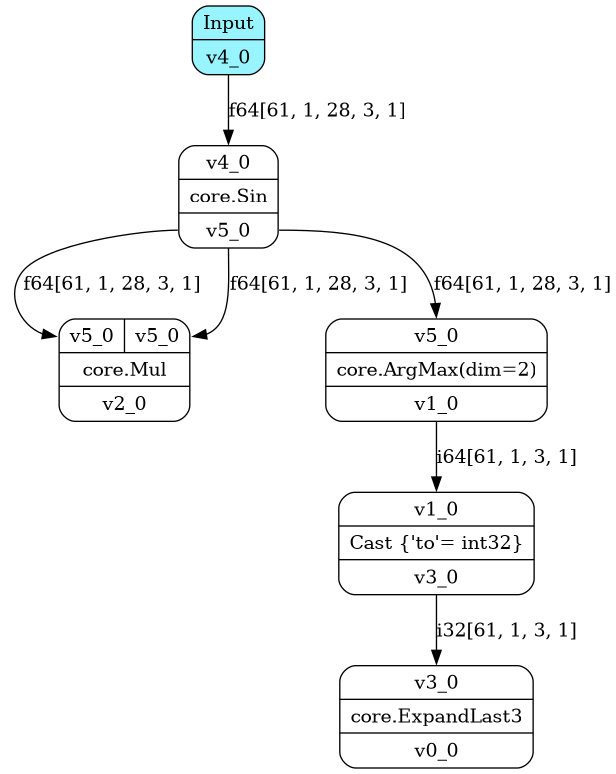 Input
v4_0
f64[61, 1, 28, 3, 1]
v4_0
core.Sin
v5_0
f64[61, 1, 28, 3, 1]
f64[61, 1, 28, 3, 1]
f64[61, 1, 28, 3, 1]
v5_0 v5_0
core.Mul
v2_0
v5_0
core.ArgMax(dim=2)
v1_0
i64[61, 1, 3, 1]
v1_0
Cast {'to'= int32}
v3_0
i32[61, 1, 3, 1]
v3_0
core.ExpandLast3
v0_0